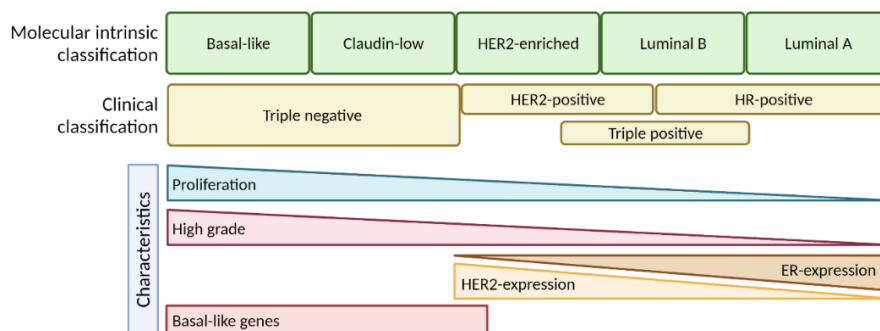 Molecular intrinsic
classification
Basal-like
Claudin-low
HER2-enriched
Luminal B
Luminal A
Clinical
classification
Triple negative
HER2-positive
HR-positive
Triple positive
Characteristics
Proliferation
High grade
ER-expression
HER2-expression
Basal-like genes